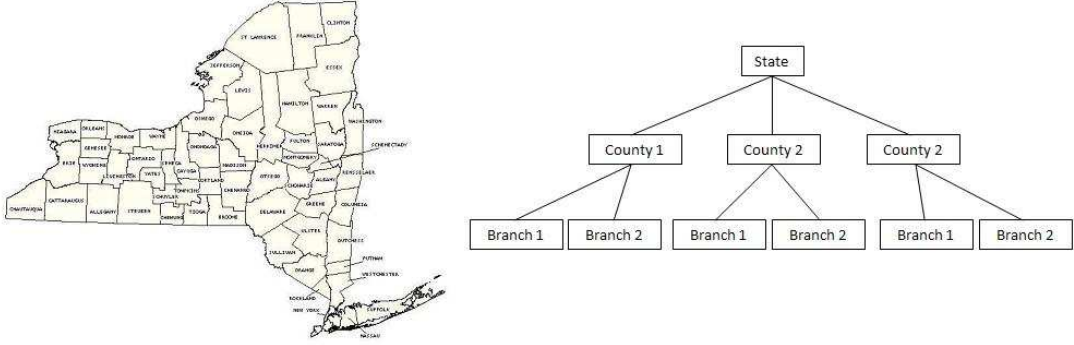 CLINTON
ST LAWRENCE
FRANKLIN
ESSEX
JEFFERSON
LEWIS
HAMILTON
WARREN
WASHINGTON
OSWEGO
ONEIDA
HERKIMER
FULTON
SARATOGA
SCHENECTADY
MONTGOMERY
NIAGARA
ORLEANS
MONROE
WAYNE
GENESEE
ONTARIO
SENECA
CAYUGA
ONONDAGA
MADISON
OTSEGO
SCHOHARIE
ALBANY
RENSSELAER
ERIE
WYOMING
LIVINGSTON
YATES
CORTLAND
CHENANGO
TOMPKINS
SCHUYLER
GREENE
COLUMBIA
CHAUTAUQUA
CATTARAUGUS
ALLEGANY
STEUBEN
CHEMUNG
TIOGA
BROOME
DELAWARE
ULSTER
DUTCHESS
SULLIVAN
PUTNAM
ORANGE
WESTCHESTER
ROCKLAND
NEW YORK
SUFFOLK
NASSAU
State
County 1
County 2
County 2
Branch 1
Branch 2
Branch 1
Branch 2
Branch 1
Branch 2